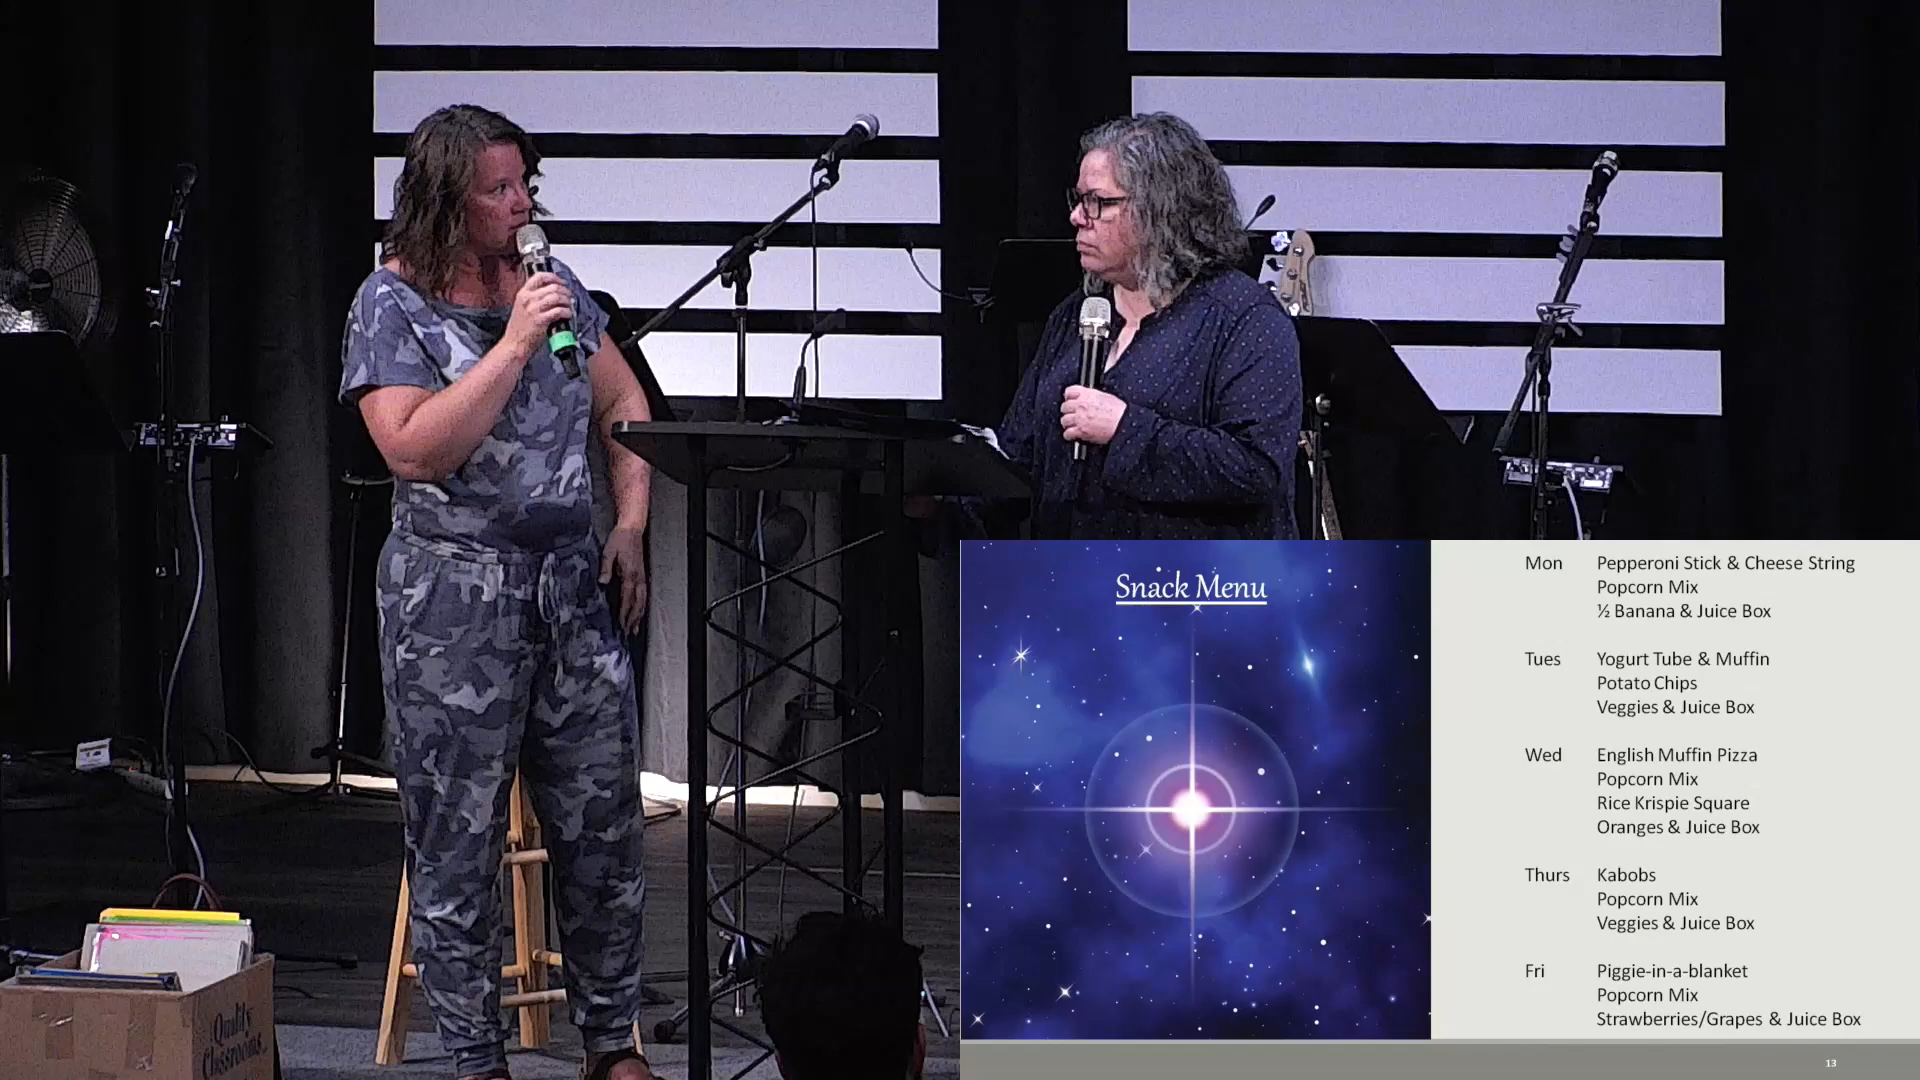 Snack Menu
Mon Pepperoni Stick & Cheese String
Popcorn Mix
½ Banana & Juice Box
Tues Yogurt Tube & Muffin
Potato Chips
Veggies & Juice Box
Wed English Muffin Pizza
Popcorn Mix
Rice Krispie Square
Oranges & Juice Box
Thurs Kabobs
Popcorn Mix
Veggies & Juice Box
Fri Piggie-in-a-blanket
Popcorn Mix
Strawberries/Grapes & Juice Box
13
Quality
Classrooms